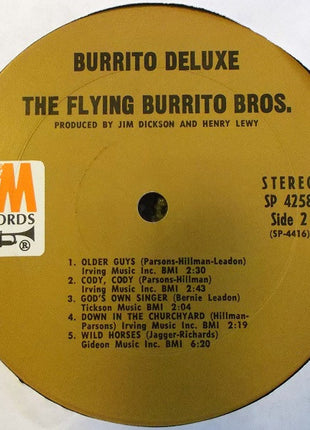 BURRITO DELUXE
THE FLYING BURRITO BROS.
PRODUCED BY JIM DICKSON AND HENRY LEWY
M
CORDS
®
STEREO
SP 4258
Side 2
(SP-4416)
1. OLDER GUYS (Parsons-Hillman-Leadon)
Irving Music Inc. BMI 2:30
2. CODY, CODY (Parsons-Hillman)
Irving Music Inc. BMI 2:43
3. GOD'S OWN SINGER (Bernie Leadon)
Tickson Music BMI 2:04
4. DOWN IN THE CHURCHYARD (Hillman-
Parsons) Irving Music Inc. BMI 2:19
5. WILD HORSES (Jagger-Richards)
Gideon Music Inc. BMI 6:20